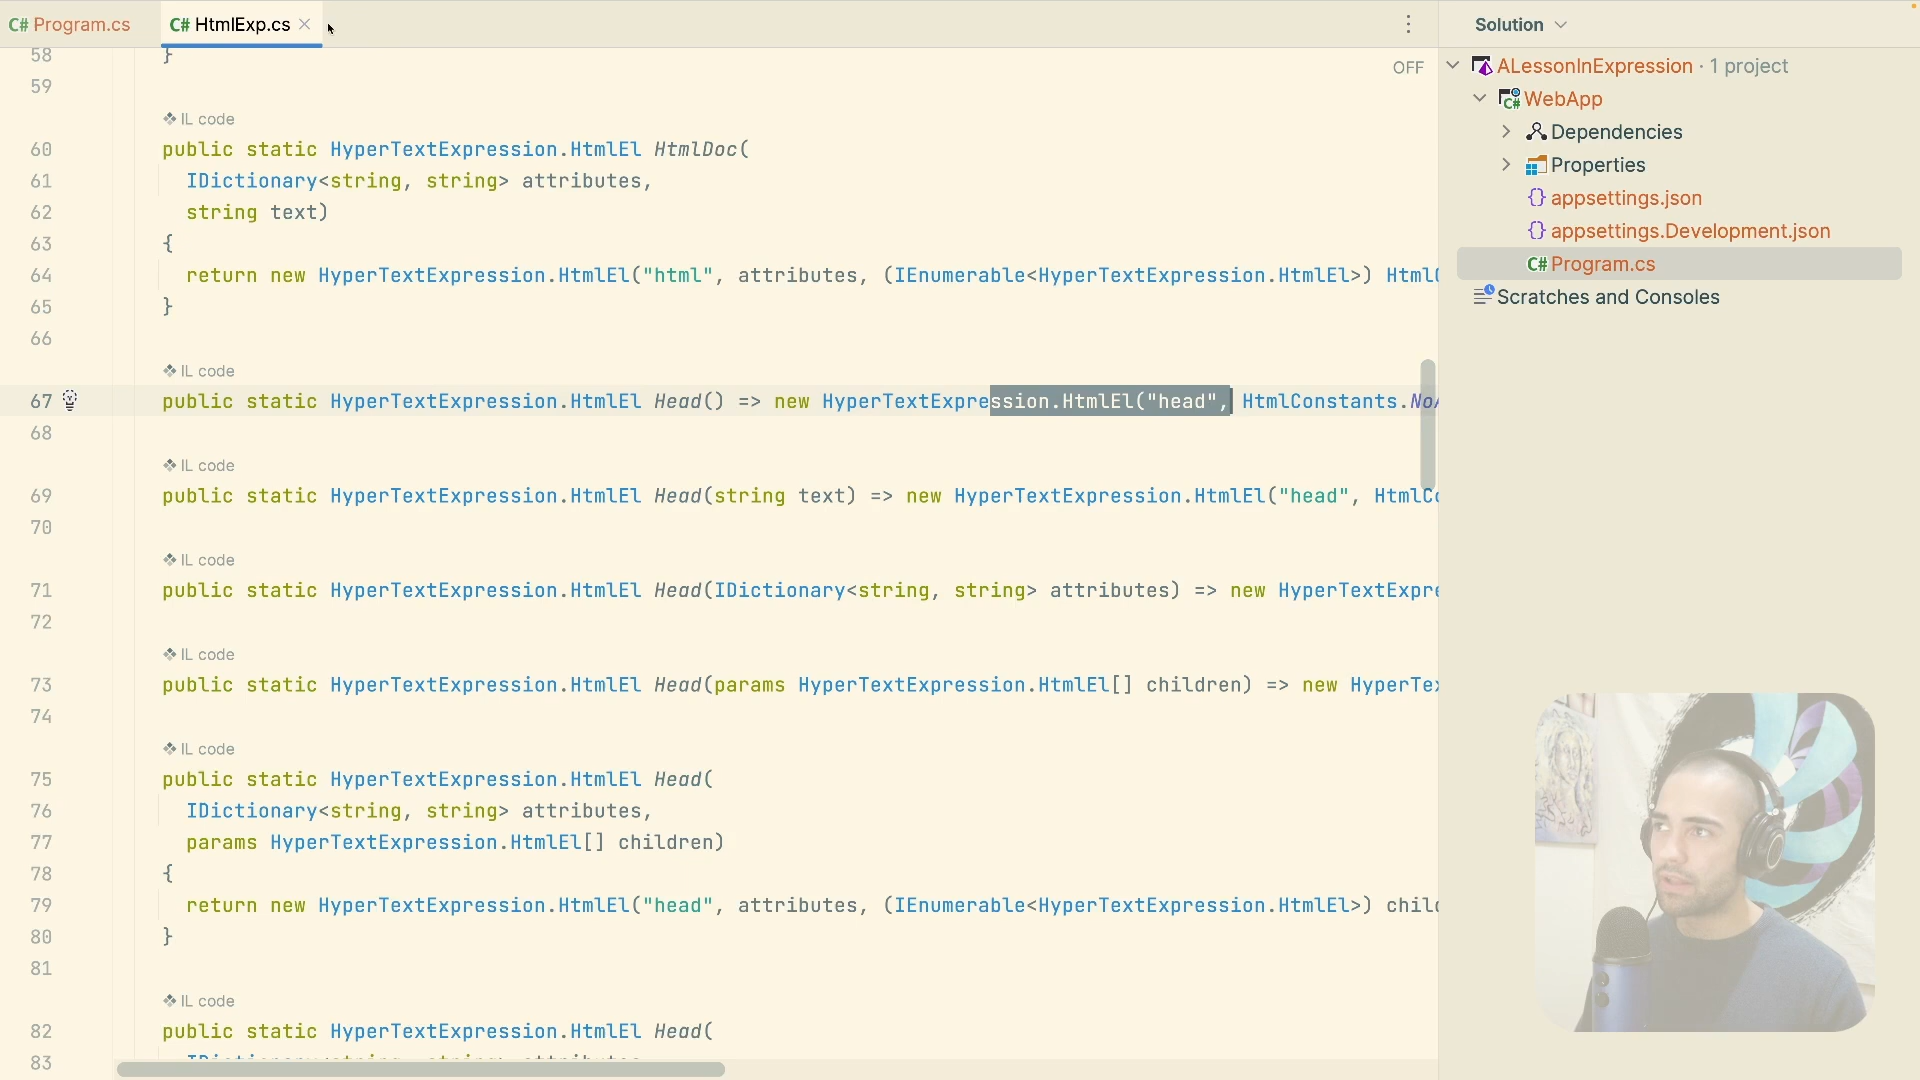 C# Program.cs
C# HtmlExp.cs
OFF
58 }
59
IL code
60 public static HyperTextExpression.HtmlEl HtmlDoc(
61 IDictionary<string, string> attributes,
62 string text)
63 {
64 return new HyperTextExpression.HtmlEl("html", attributes, (IEnumerable<HyperTextExpression.HtmlEl>)
65 }
66
IL code
67 public static HyperTextExpression.HtmlEl Head() => new HyperTextExpression.HtmlEl("head", HtmlConstants.
68
IL code
69 public static HyperTextExpression.HtmlEl Head(string text) => new HyperTextExpression.HtmlEl("head",
70
IL code
71 public static HyperTextExpression.HtmlEl Head(IDictionary<string, string> attributes) => new HyperTextExpre
72
IL code
73 public static HyperTextExpression.HtmlEl Head(params HyperTextExpression.HtmlEl[] children) => new HyperTe
74
IL code
75 public static HyperTextExpression.HtmlEl Head(
76 IDictionary<string, string> attributes,
77 params HyperTextExpression.HtmlEl[] children)
78 {
79 return new HyperTextExpression.HtmlEl("head", attributes, (IEnumerable<HyperTextExpression.HtmlEl>) chil
80 }
81
IL code
82 public static HyperTextExpression.HtmlEl Head(
83
Solution
ALessonInExpression · 1 project
C# WebApp
Dependencies
Properties
{} appsettings.json
{} appsettings.Development.json
C# Program.cs
Scratches and Consoles